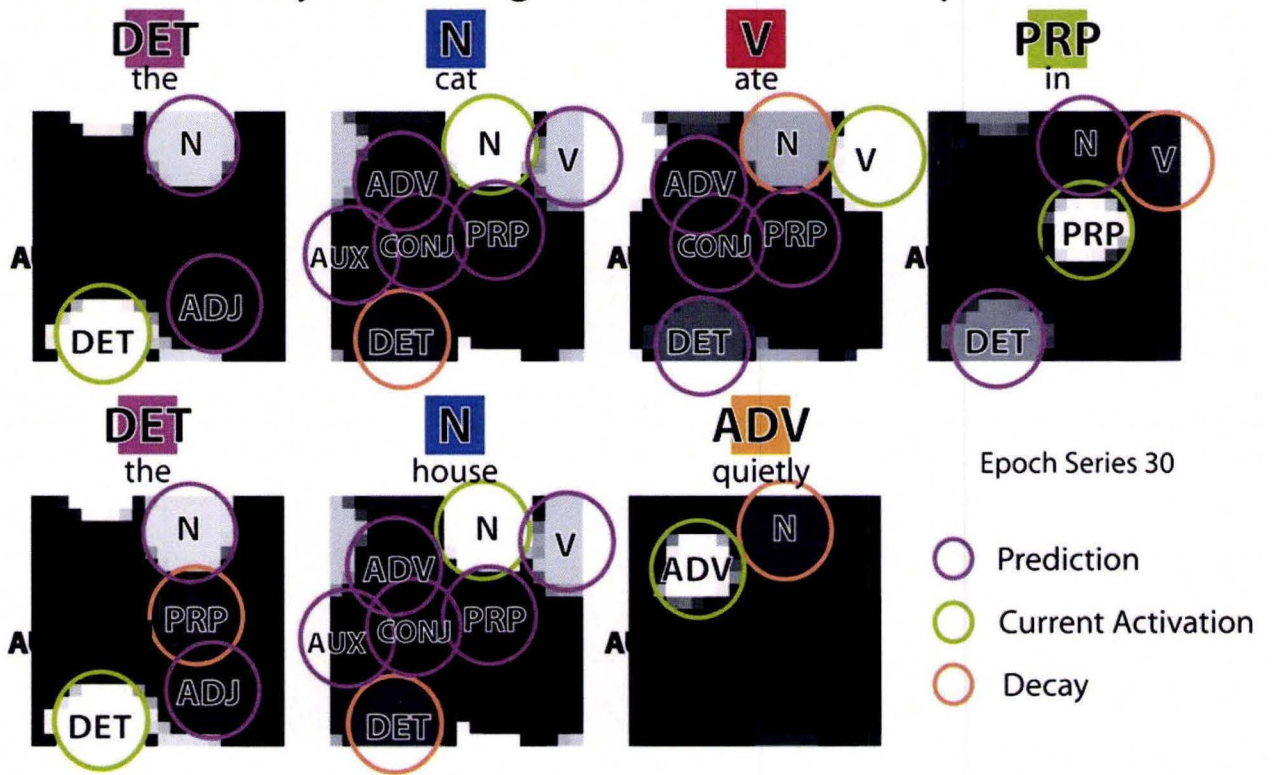 DET N V PRP
the cat ate in
N N V N V N V
ADV ADV PRP
AUX CONJ PRP CONJ PRP
ADJ
DET DET DET DET
DET N ADV
the house quietly
Epoch Series 30
N N V N
ADV ADV
Prediction
PRP AUX CONJ PRP
Current Activation
ADJ
Decay
DET DET